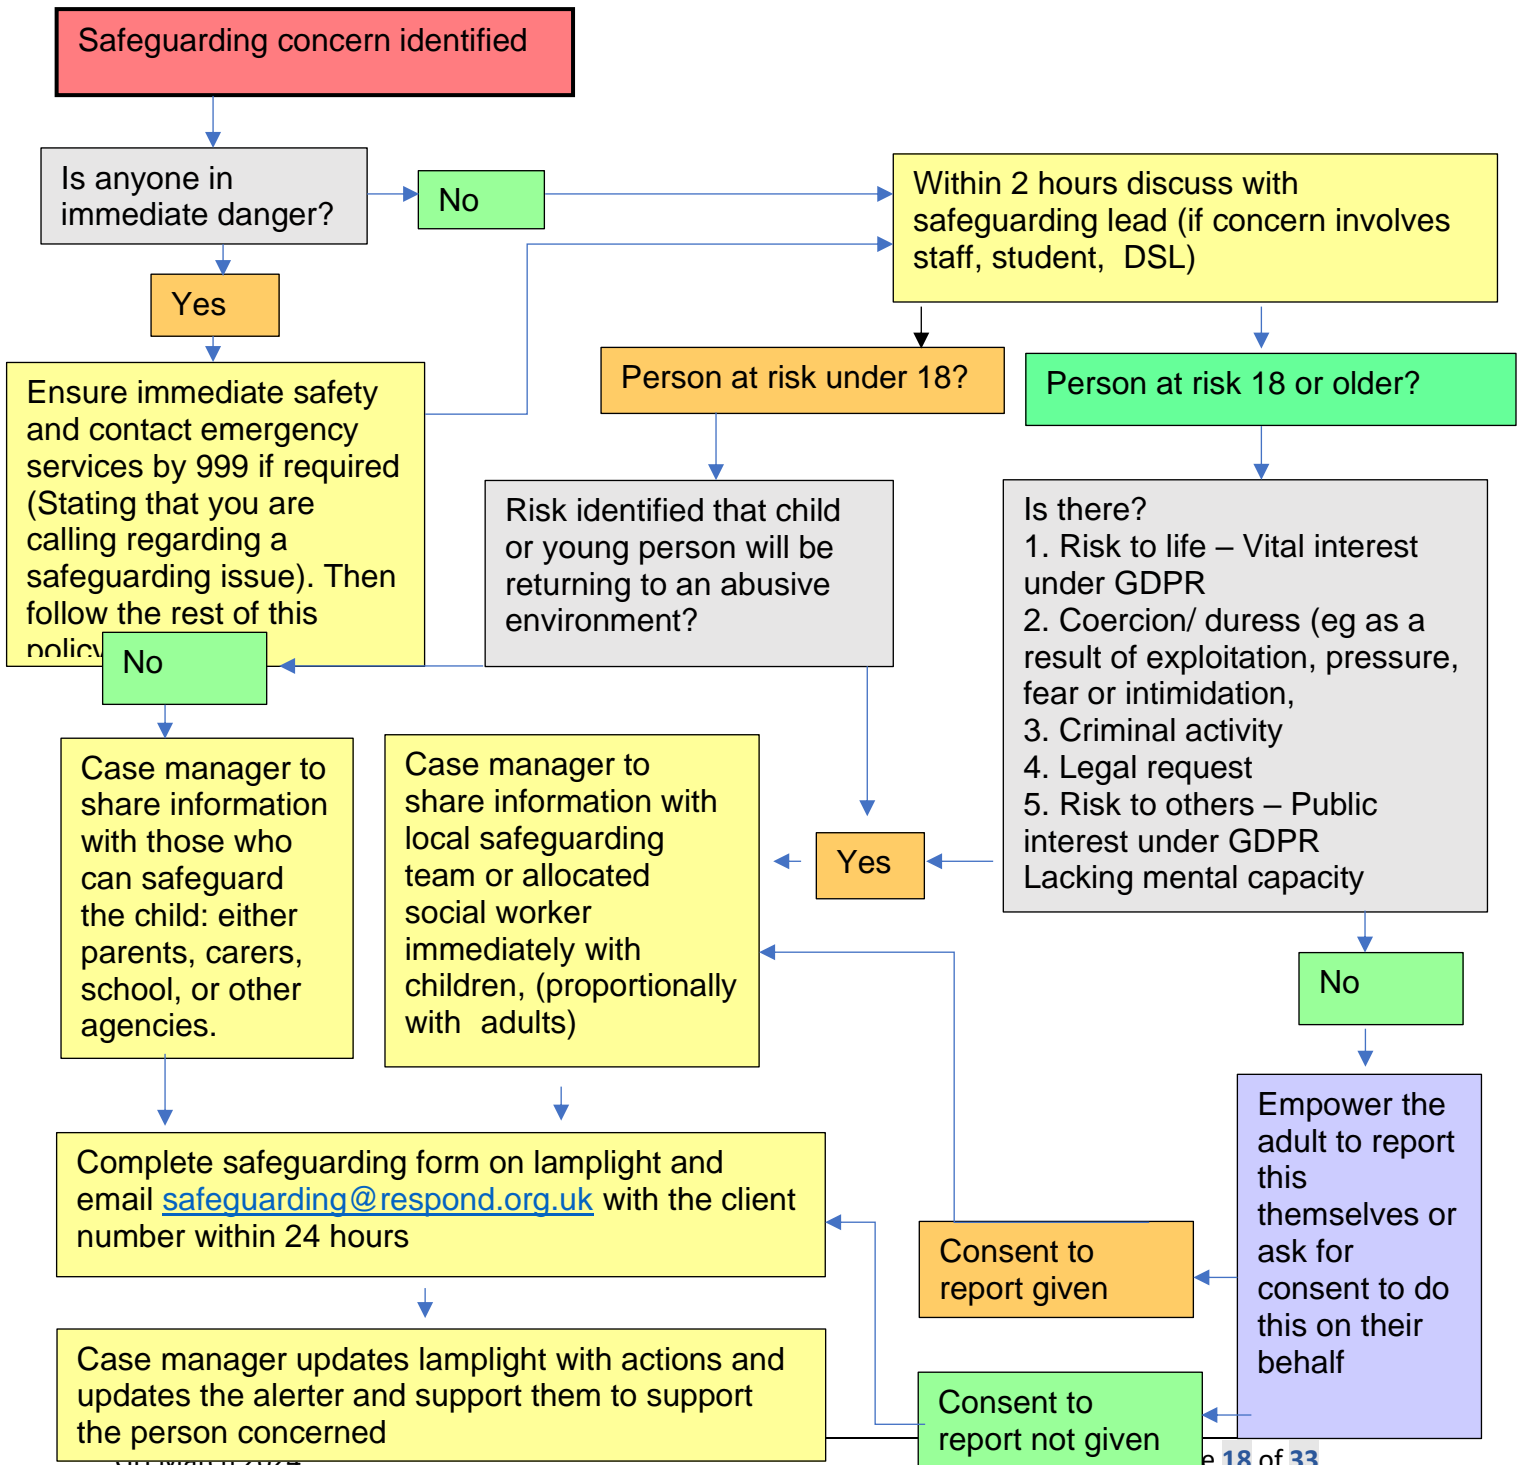 Safeguarding concern identified
Is anyone in
immediate danger?
No
Within 2 hours discuss with
safeguarding lead (if concern involves
staff, student, DSL)
Yes
Ensure immediate safety
and contact emergency
services by 999 if required
(Stating that you are
calling regarding a
safeguarding issue). Then
follow the rest of this
policy
Person at risk under 18?
Person at risk 18 or older?
Risk identified that child
or young person will be
returning to an abusive
environment?
Is there?
1. Risk to life – Vital interest
under GDPR
2. Coercion/ duress (eg as a
result of exploitation, pressure,
fear or intimidation,
3. Criminal activity
4. Legal request
5. Risk to others – Public
interest under GDPR
Lacking mental capacity
No
Case manager to
share information
with those who
can safeguard
the child: either
parents, carers,
school, or other
agencies.
Case manager to
share information with
local safeguarding
team or allocated
social worker
immediately with
children, (proportionally
with adults)
Yes
No
Empower the
adult to report
this
themselves or
ask for
consent to do
this on their
behalf
Complete safeguarding form on lamplight and
email safeguarding@respond.org.uk with the client
number within 24 hours
Consent to
report given
Case manager updates lamplight with actions and
updates the alerter and support them to support
the person concerned
Consent to
report not given
March 2024
18 of 33